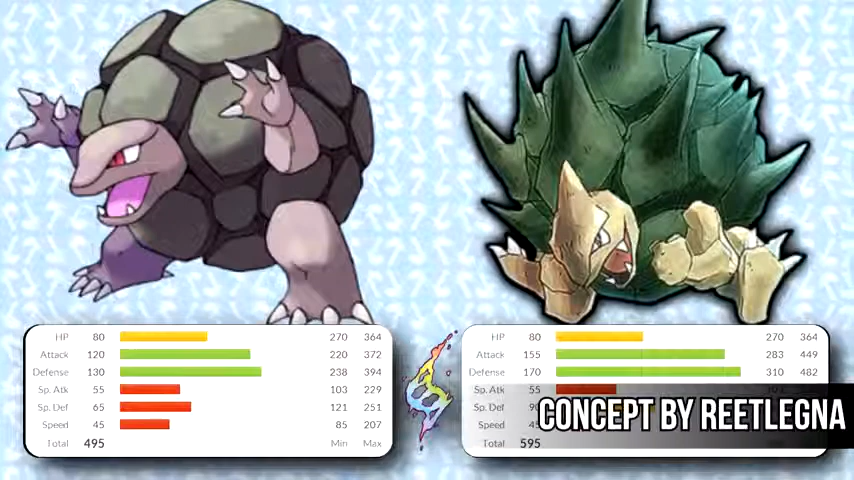 HP 80 270 364
Attack 120 220 372
Defense 130 238 394
Sp. Atk 55 103 229
Sp. Def 65 121 251
Speed 45 85 207
Total 495 Min Max
HP 80 270 364
Attack 155 283 449
Defense 170 310 482
Sp. Atk 55
Sp. Def
Speed
Total 595
CONCEPT BY REETLEGNA